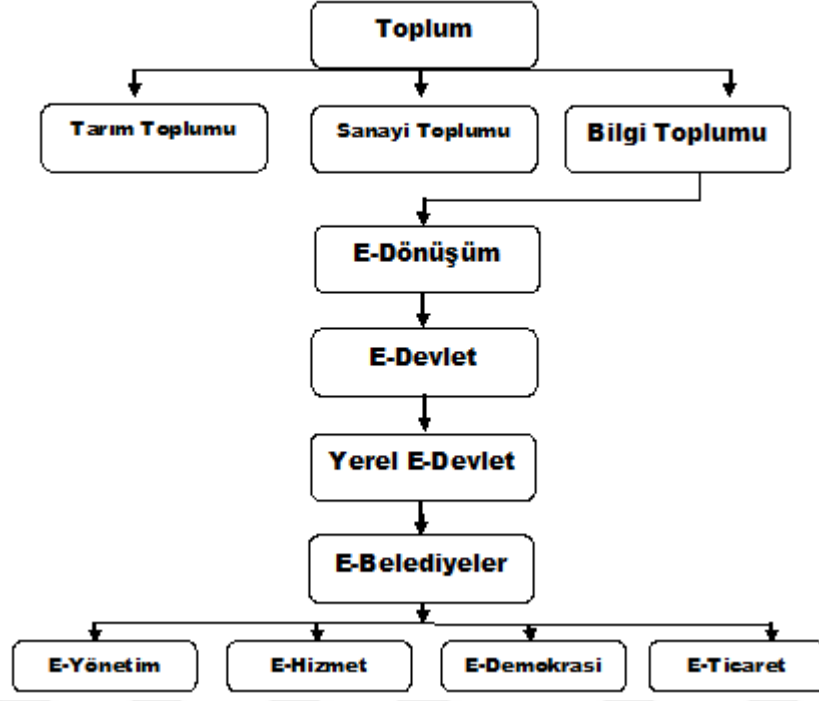 Toplum
Tarım Toplumu
Sanayi Toplumu
Bilgi Toplumu
E-Dönüşüm
E-Devlet
Yerel E-Devlet
E-Belediyeler
E-Yönetim
E-Hizmet
E-Demokrasi
E-Ticaret